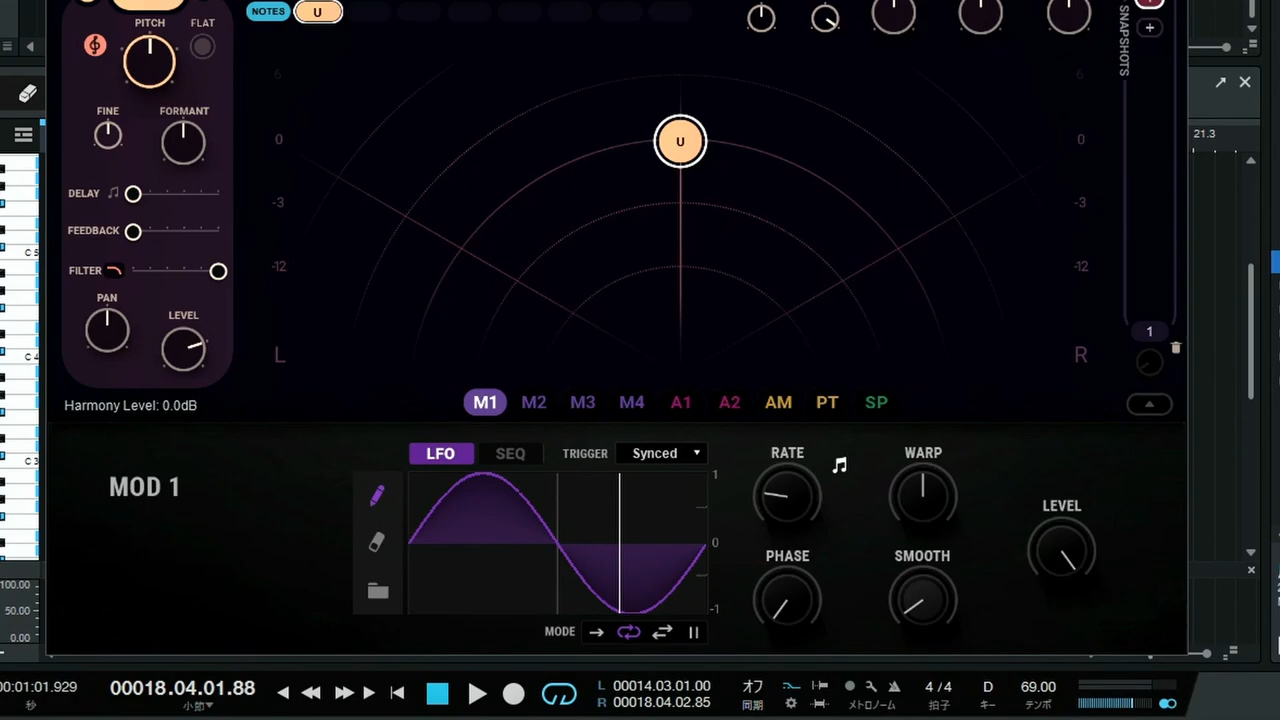 NOTES U
PITCH FLAT
FINE FORMANT
DELAY
FEEDBACK
FILTER
PAN
LEVEL
Harmony Level: 0.0dB
6 6
0 U 0
-3 -3
-12 -12
L R
SNAPSHOTS
+
1
21.3
C 5
C 4
C 3
M1 M2 M3 M4 A1 A2 AM PT SP
MOD 1
LFO SEQ TRIGGER Synced
1
0
-1
MODE
RATE WARP
LEVEL
PHASE SMOOTH
100.00
50.00
0.00
00:01:01.929
秒
00018.04.01.88
小節
L 00014.03.01.00
R 00018.04.02.85
オフ
同期
メトロノーム
4 / 4
拍子
D
キー
69.00
テンポ